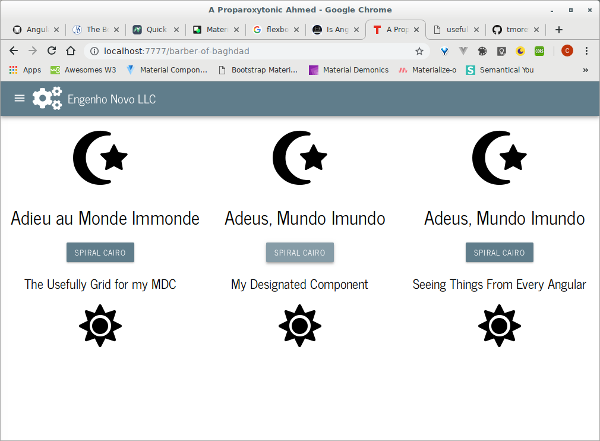 A Proparoxytonic Ahmed - Google Chrome
Angul The B Quick Mater flexbo Is Ang A Prop useful tmore
localhost:7777/barber of baghdad C
Apps Awesomes W3 Material Compon... Bootstrap Materi... Material Demonics Materialize-o Semantical You »
Engenho Novo LLC
Adieu au Monde Immonde Adeus, Mundo Imundo Adeus, Mundo Imundo
SPIRAL CAIRO SPIRAL CAIRO SPIRAL CAIRO
The Usefully Grid for my MDC My Designated Component Seeing Things From Every Angular